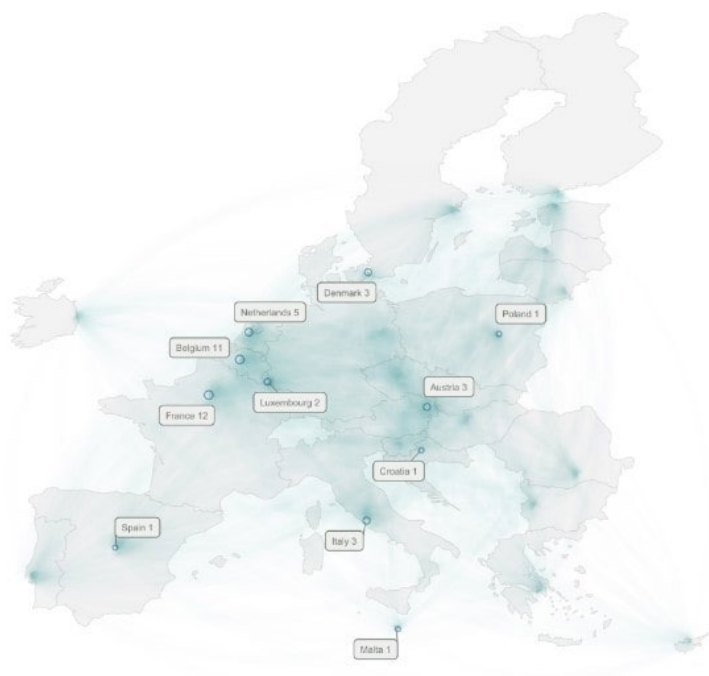 Denmark 3
Netherlands 5
Poland 1
Belgium 11
Austria 3
Luxembourg 2
France 12
Croatia 1
Spain 1
Italy 3
Malta 1